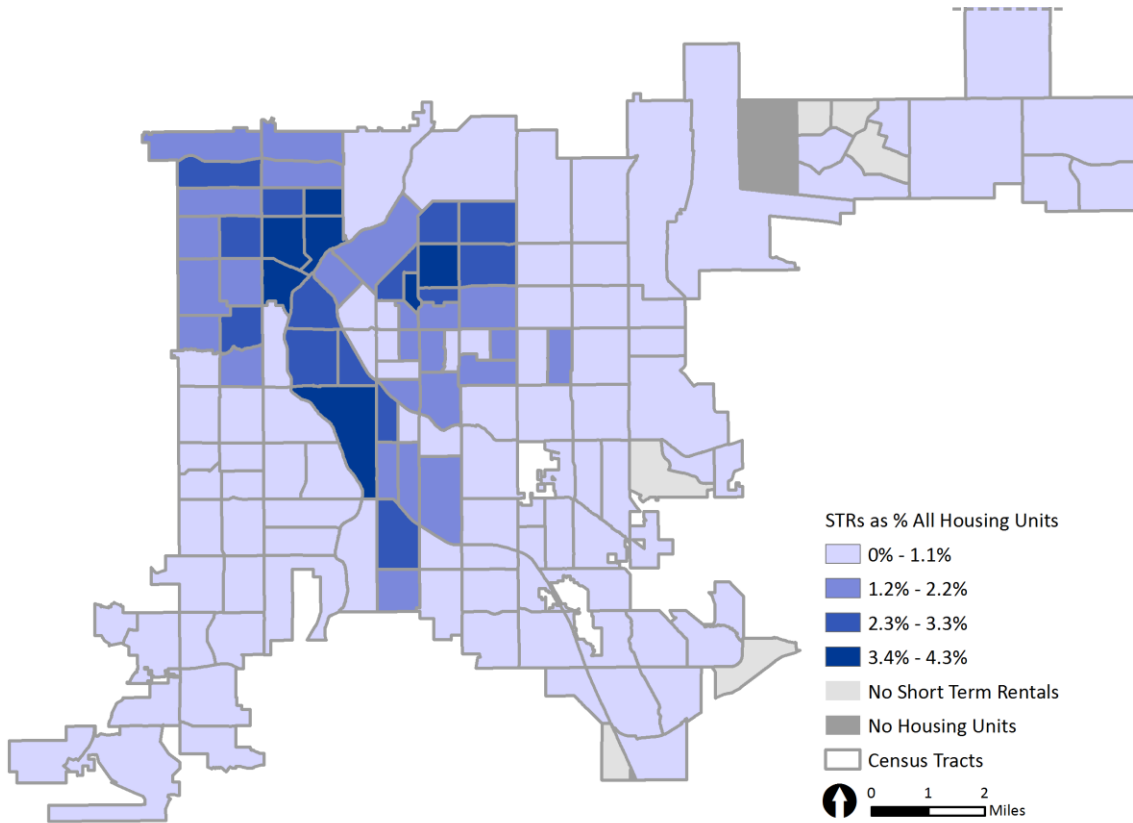 STRs as % All Housing Units
0% - 1.1%
1.2% - 2.2%
2.3% - 3.3%
3.4% - 4.3%
No Short Term Rentals
No Housing Units
Census Tracts
0 1 2
Miles